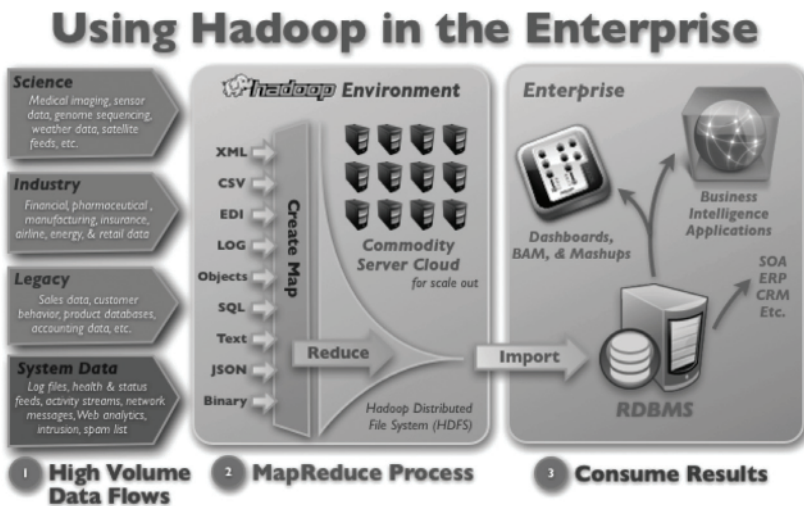 Using Hadoop in the Enterprise
Science
Medical imaging, sensor
data, genome sequencing,
weather data, satellite
feeds, etc.
Industry
Financial, pharmaceutical ,
manufacturing, insurance,
airline, energy, & retail data
Legacy
Sales data, customer
behavior, product databases,
accounting data, etc.
System Data
Log files, health & status
feeds, activity streams, network
messages, Web analytics,
intrusion, spam list
1 High Volume
Data Flows
hadoop Environment
XML
CSV
EDI
LOG
Objects
SQL
Text
JSON
Binary
Create Map
Commodity
Server Cloud
for scale out
Reduce
Hadoop Distributed
File System (HDFS)
2 MapReduce Process
Import
Enterprise
Dashboards,
BAM, & Mashups
Business
Intelligence
Applications
SOA
ERP
CRM
Etc.
RDBMS
3 Consume Results